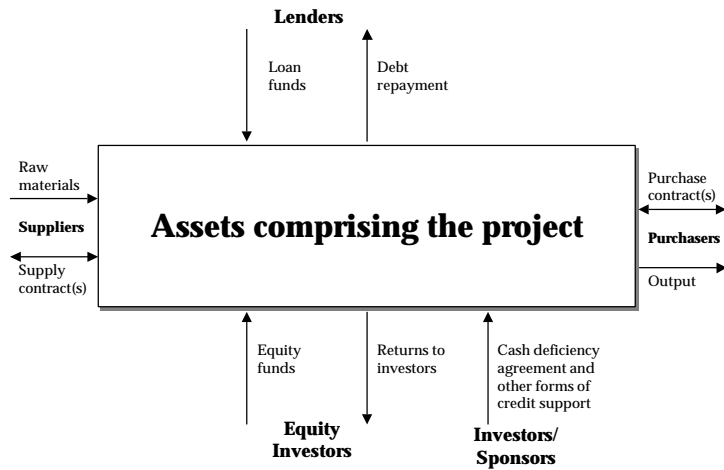 Lenders
Loan
funds
Debt
repayment
Raw
materials
Suppliers
Supply
contract(s)
Assets comprising the project
Purchase
contract(s)
Purchasers
Output
Equity
funds
Returns to
investors
Cash deficiency
agreement and
other forms of
credit support
Equity
Investors
Investors/
Sponsors